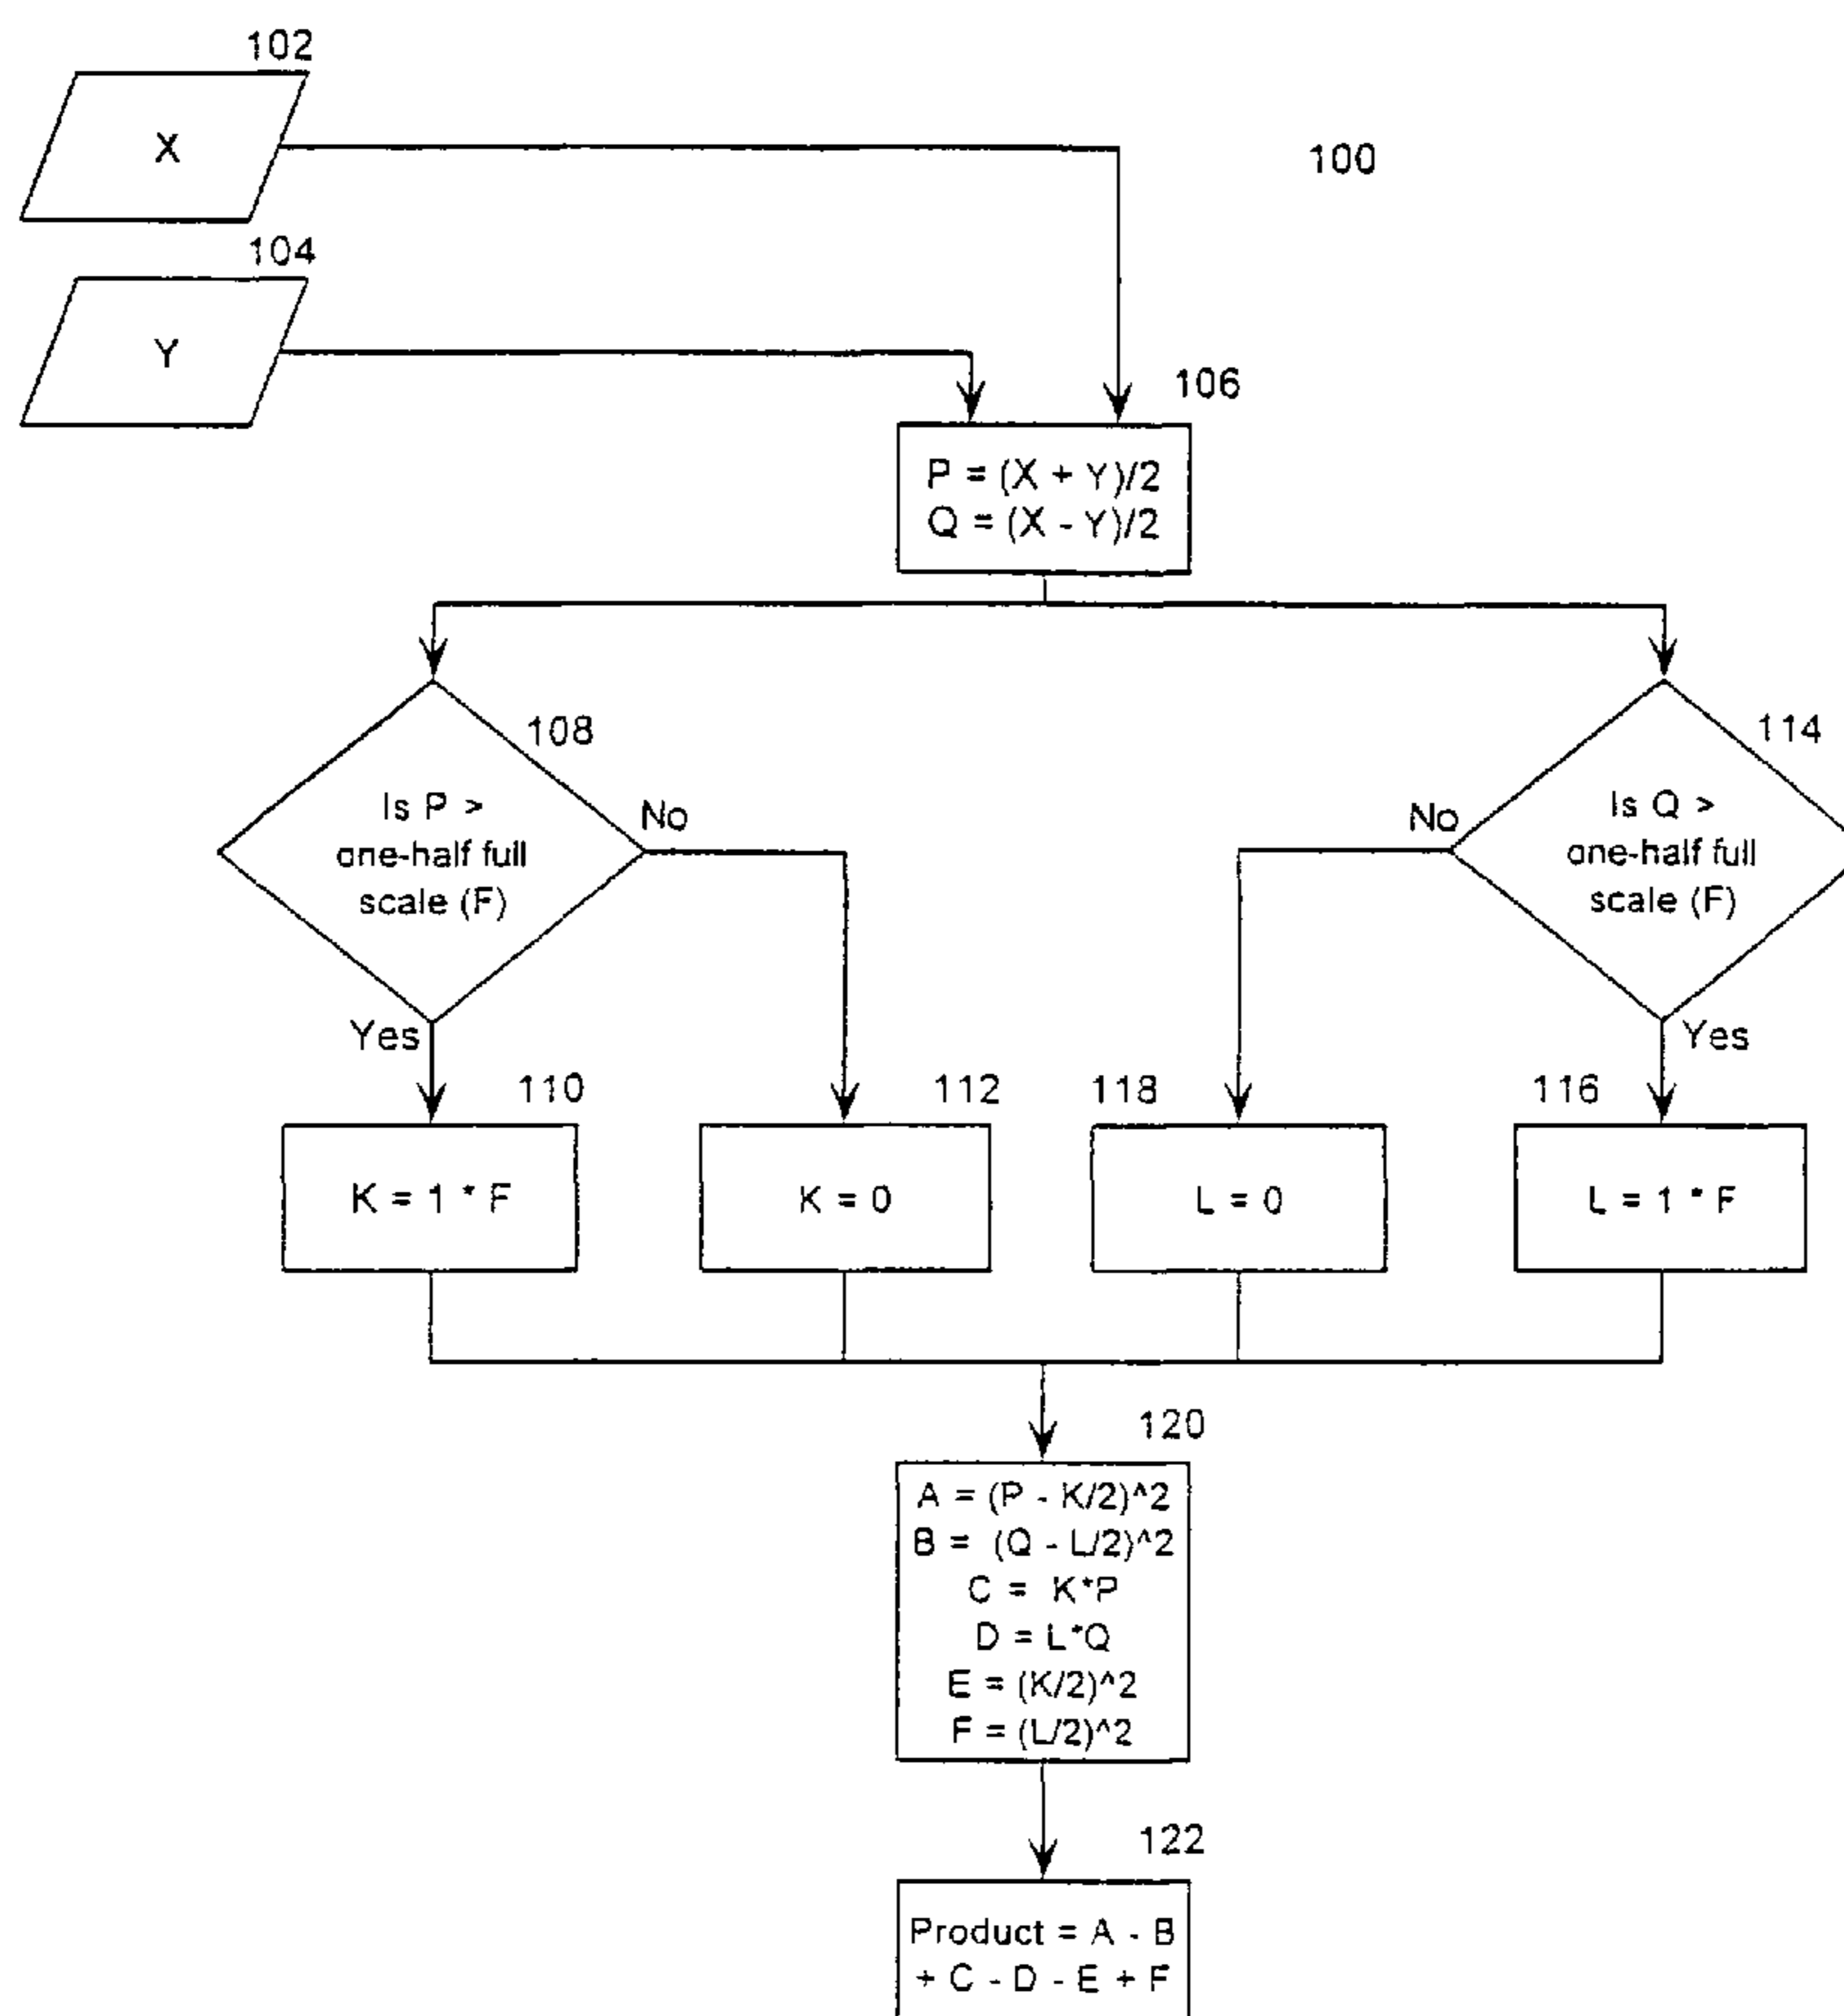 102
X
100
104
Y
106
P = (X + Y)/2
Q = (X - Y)/2
108
Is P >
one-half full
scale (F)
No
Yes
114
Is Q >
one-half full
scale (F)
No
Yes
110
K = 1 * F
112
K = 0
118
L = 0
116
L = 1 * F
120
A = (P - K/2)^2
B = (Q - L/2)^2
C = K*P
D = L*Q
E = (K/2)^2
F = (L/2)^2
122
Product = A - B
+ C - D - E + F